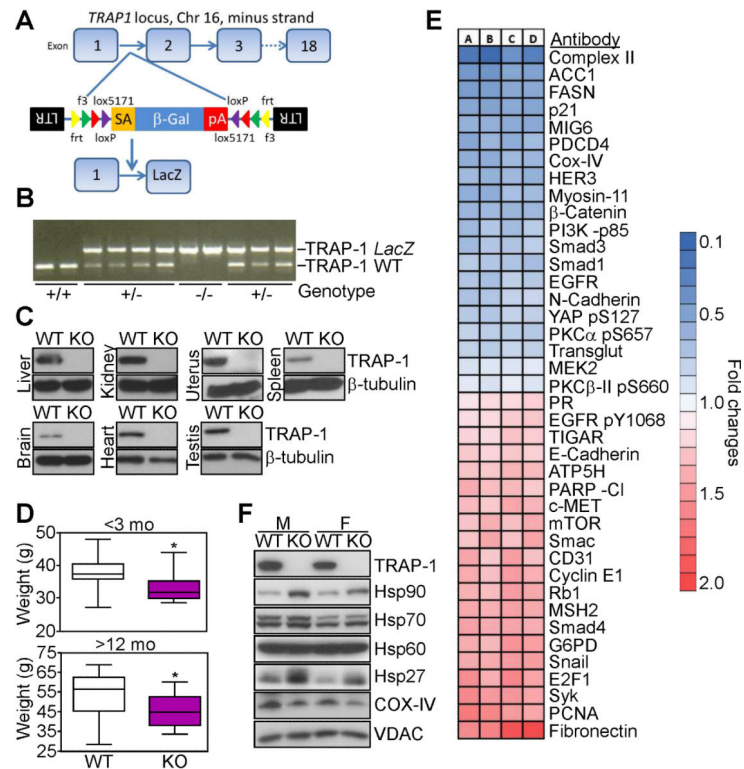 A
TRAP1 locus, Chr 16, minus strand
Exon 1 2 3 18
f3 lox5171 loxP frt
LTR SA β-Gal pA LTR
frt loxP lox5171 f3
1 LacZ
B
TRAP-1 LacZ
TRAP-1 WT
+/+ +/- -/- +/- Genotype
C
WT KO WT KO WT KO WT KO
Liver Kidney Uterus Spleen
TRAP-1
β-tubulin
WT KO WT KO WT KO
Brain Heart Testis
TRAP-1
β-tubulin
D
<3 mo
Weight (g)
50
40
30
20
*
>12 mo
Weight (g)
75
65
55
45
35
25
*
WT KO
E
A B C D Antibody
Complex II
ACC1
FASN
p21
MIG6
PDCD4
Cox-IV
HER3
Myosin-11
β-Catenin
PI3K -p85
Smad3
Smad1
EGFR
N-Cadherin
YAP pS127
PKCα pS657
Transglut
MEK2
PKCβ-II pS660
PR
EGFR pY1068
TIGAR
E-Cadherin
ATP5H
PARP -Cl
c-MET
mTOR
Smac
CD31
Cyclin E1
Rb1
MSH2
Smad4
G6PD
Snail
E2F1
Syk
PCNA
Fibronectin
0.1
0.5
1.0
1.5
2.0
Fold changes
F
M F
WT KO WT KO
TRAP-1
Hsp90
Hsp70
Hsp60
Hsp27
COX-IV
VDAC